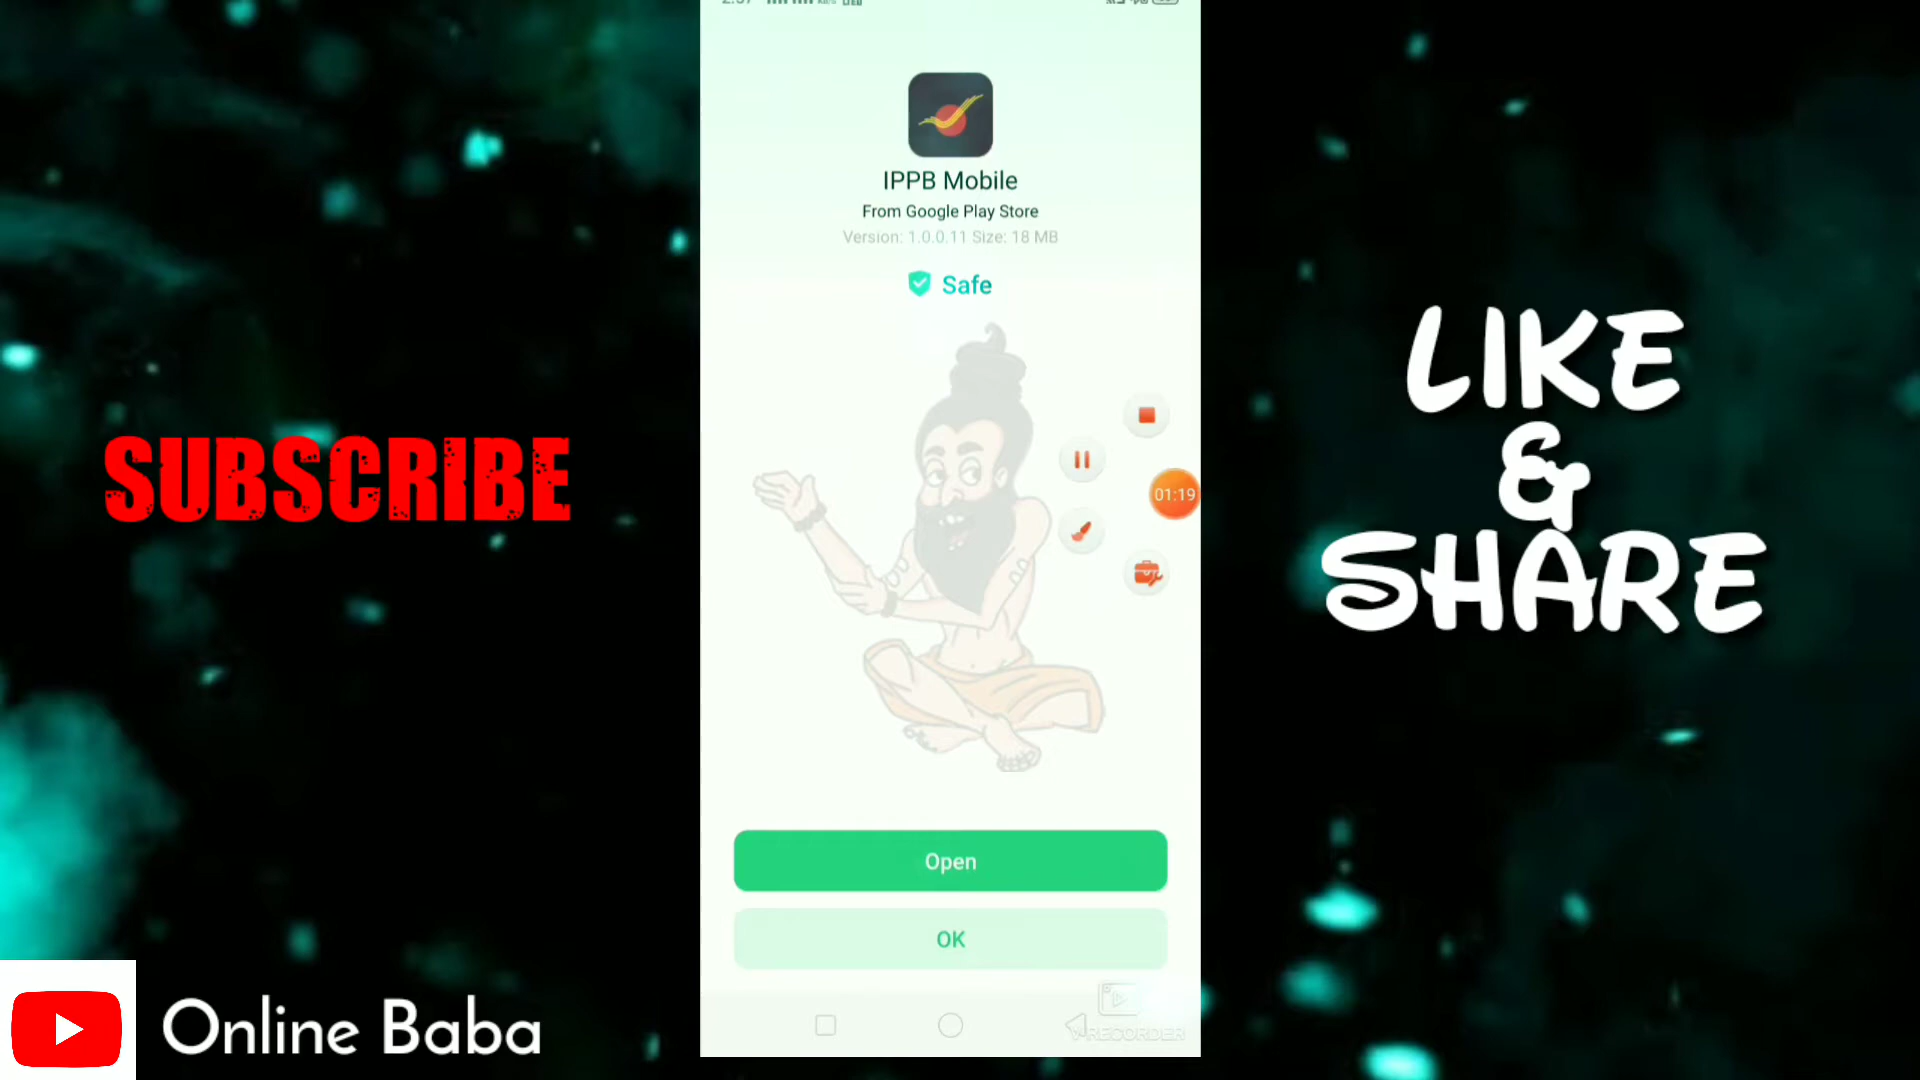 IPPB Mobile
From Google Play Store
Version: 1.0.0.11 Size: 18 MB
Safe
01:19
Open
OK
V-RECORDER
SUBSCRIBE
LIKE
&
SHARE
Online Baba